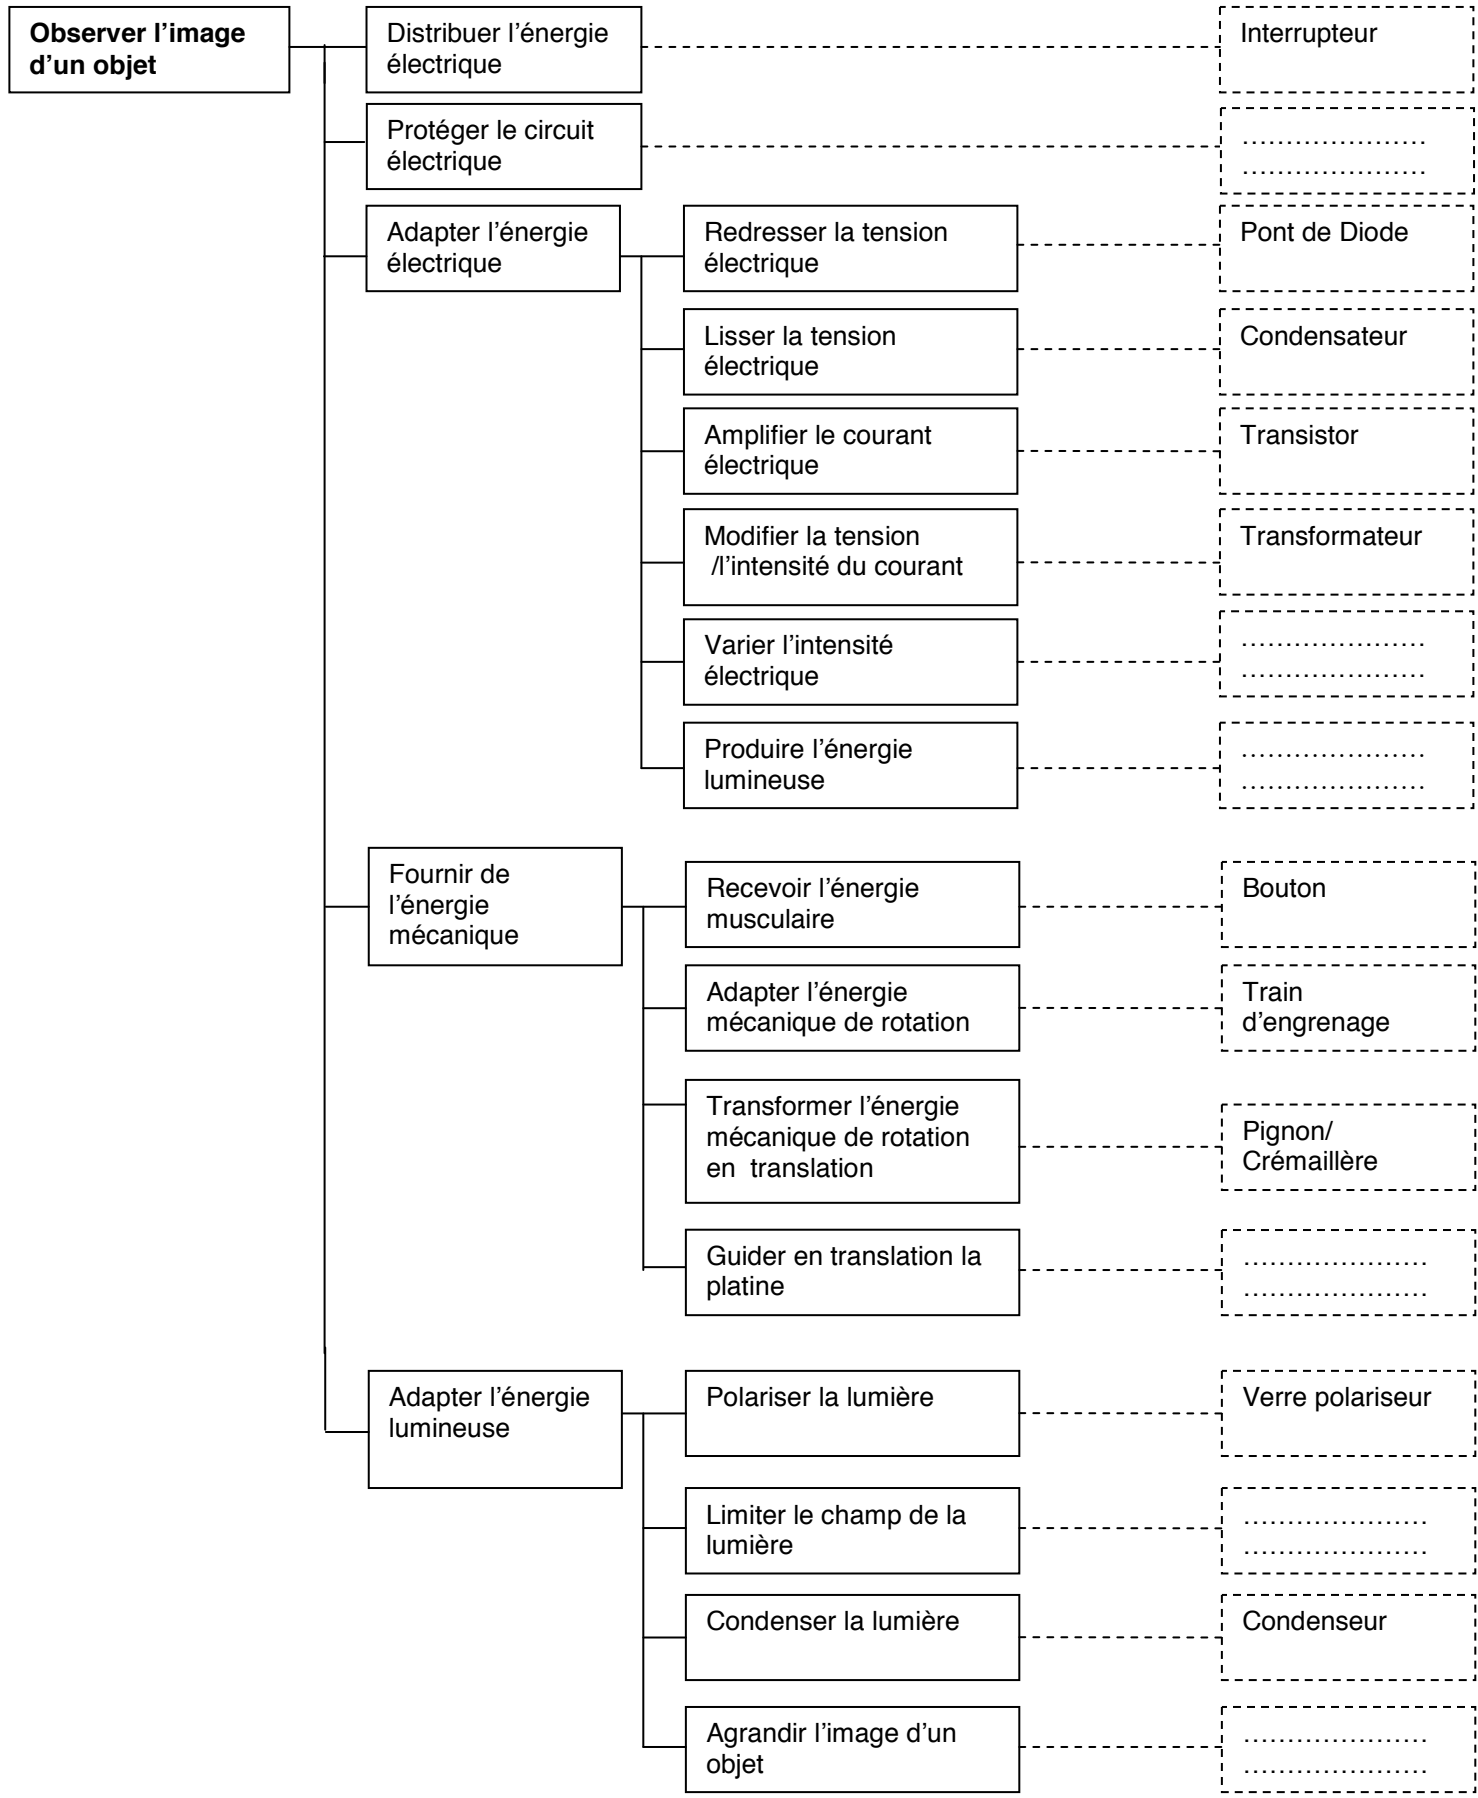 Observer l’image
d’un objet
Distribuer l’énergie
électrique
Interrupteur
Protéger le circuit
électrique
.....................
.....................
Adapter l’énergie
électrique
Redresser la tension
électrique
Pont de Diode
Lisser la tension
électrique
Condensateur
Amplifier le courant
électrique
Transistor
Modifier la tension
/l’intensité du courant
Transformateur
Varier l’intensité
électrique
.....................
.....................
Produire l’énergie
lumineuse
.....................
.....................
Fournir de
l’énergie
mécanique
Recevoir l’énergie
musculaire
Bouton
Adapter l’énergie
mécanique de rotation
Train
d’engrenage
Transformer l’énergie
mécanique de rotation
en translation
Pignon/
Crémaillère
Guider en translation la
platine
.....................
.....................
Adapter l’énergie
lumineuse
Polariser la lumière
Verre polariseur
Limiter le champ de la
lumière
.....................
.....................
Condenser la lumière
Condenseur
Agrandir l’image d’un
objet
.....................
.....................